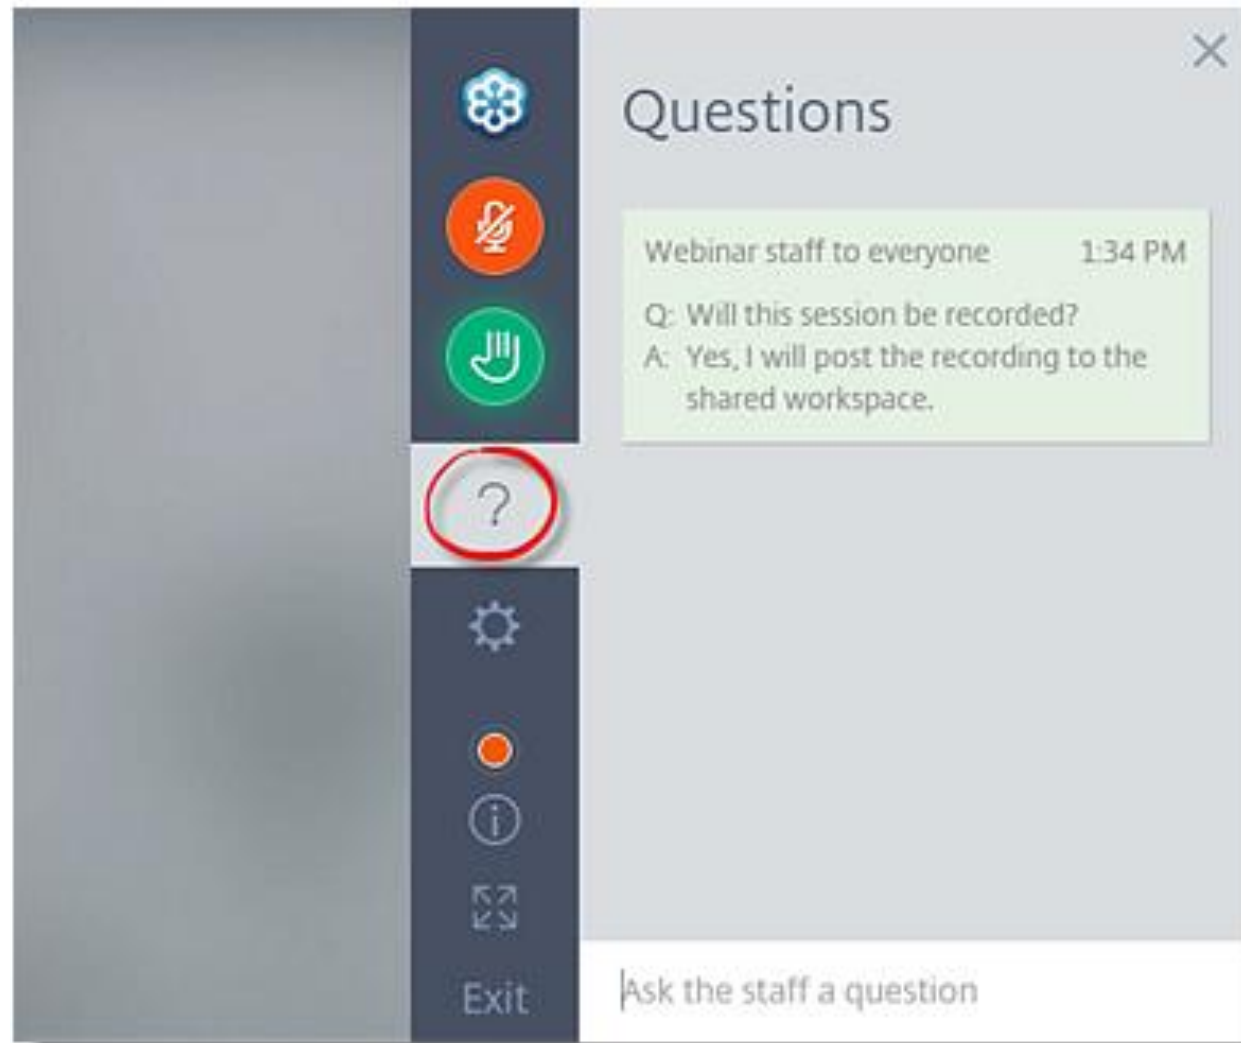 Questions
Webinar staff to everyone 1:34 PM
Q: Will this session be recorded?
A: Yes, I will post the recording to the
shared workspace.
?
Exit
Ask the staff a question